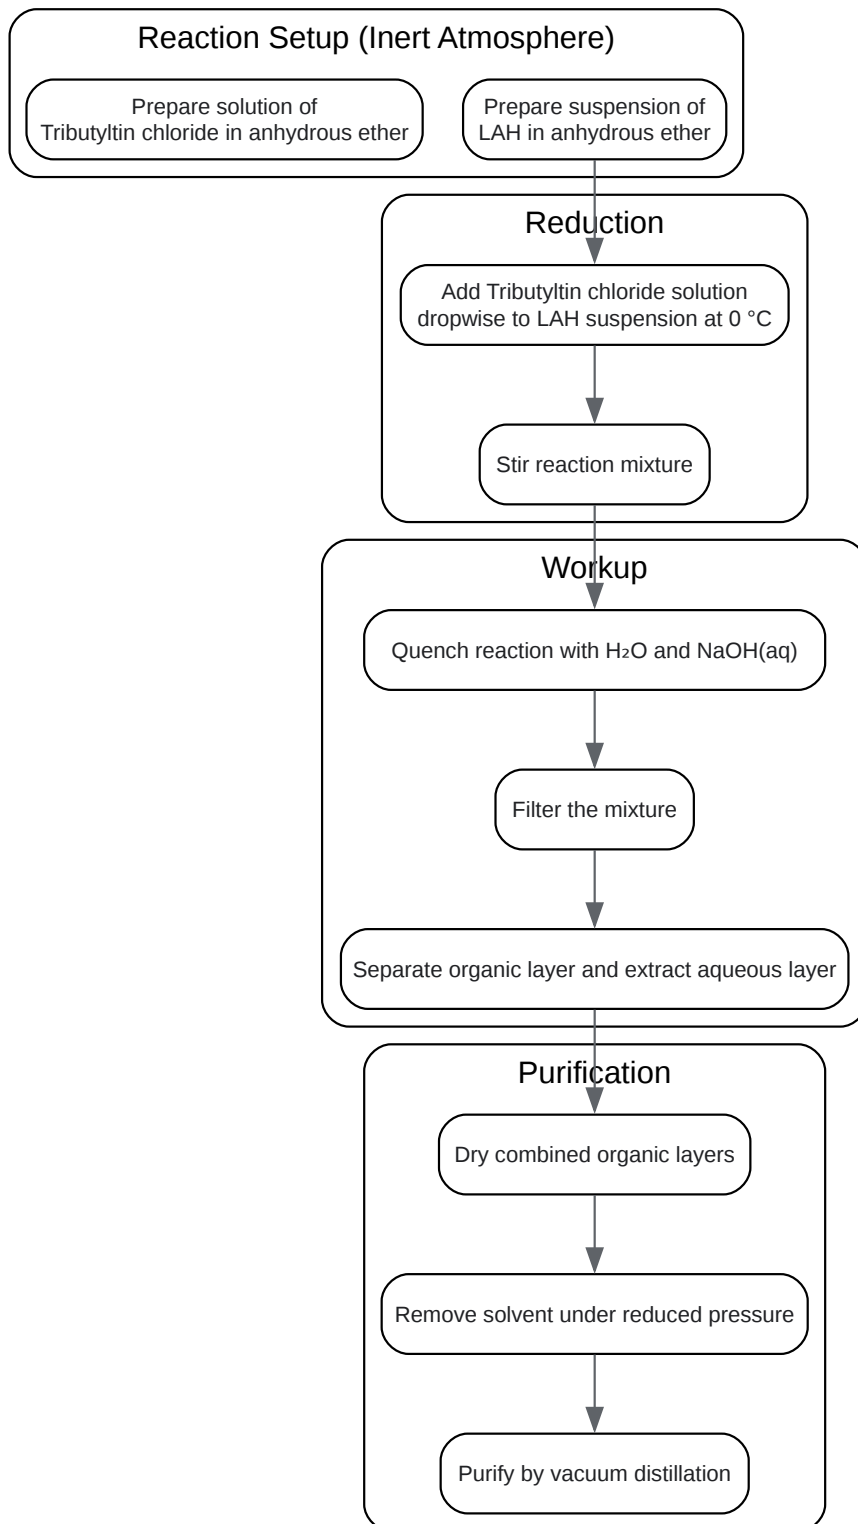 Reaction Setup (Inert Atmosphere)
Prepare solution of
Tributyltin chloride in anhydrous ether
Prepare suspension of
LAH in anhydrous ether
Reduction
Add Tributyltin chloride solution
dropwise to LAH suspension at 0 °C
Stir reaction mixture
Workup
Quench reaction with H₂O and NaOH(aq)
Filter the mixture
Separate organic layer and extract aqueous layer
Purification
Dry combined organic layers
Remove solvent under reduced pressure
Purify by vacuum distillation